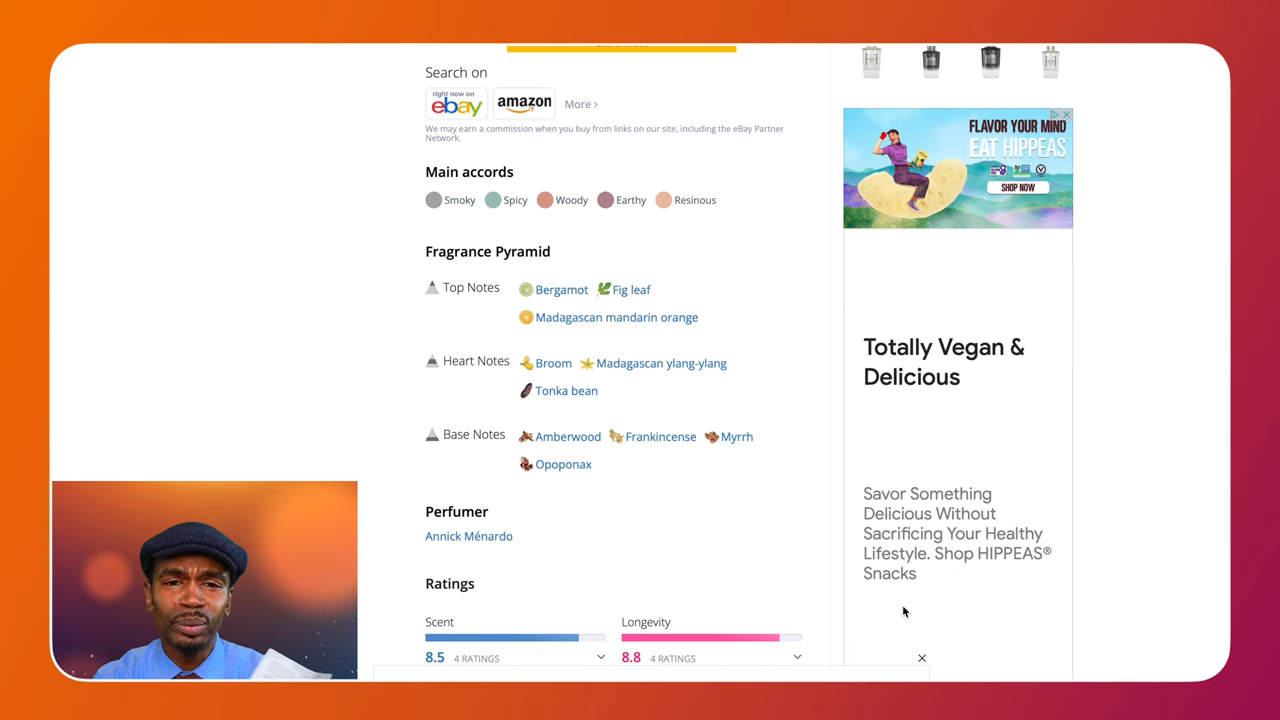 Search on
right now on
ebay
amazon
More >
We may earn a commission when you buy from links on our site, including the eBay Partner
Network.
Main accords
Smoky Spicy Woody Earthy Resinous
Fragrance Pyramid
Top Notes Bergamot Fig leaf
Madagascan mandarin orange
Heart Notes Broom Madagascan ylang-ylang
Tonka bean
Base Notes Amberwood Frankincense Myrrh
Opoponax
Perfumer
Annick Ménardo
Ratings
Scent Longevity
8.5 4 RATINGS 8.8 4 RATINGS
FLAVOR YOUR MIND
EAT HIPPEAS
SHOP NOW
Totally Vegan &
Delicious
Savor Something
Delicious Without
Sacrificing Your Healthy
Lifestyle. Shop HIPPEAS®
Snacks